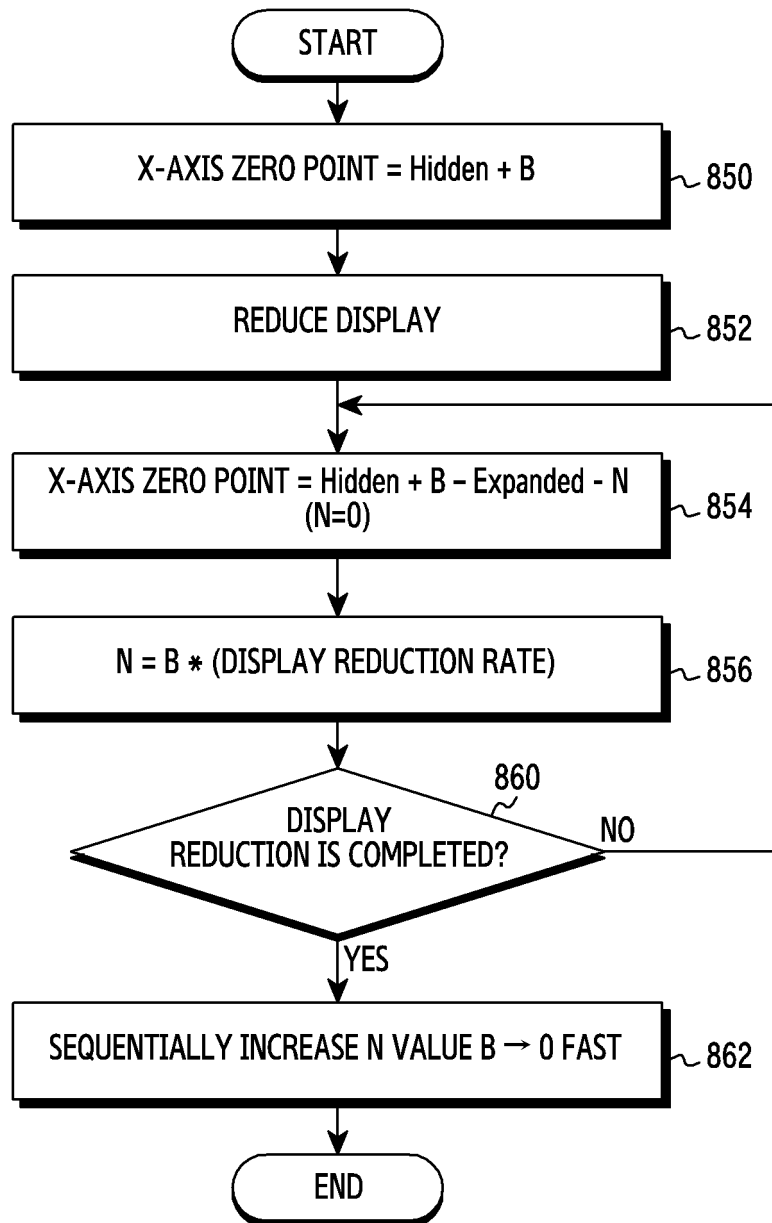 START
X-AXIS ZERO POINT = Hidden + B
850
REDUCE DISPLAY
852
X-AXIS ZERO POINT = Hidden + B – Expanded - N
(N=0)
854
N = B * (DISPLAY REDUCTION RATE)
856
860
DISPLAY
REDUCTION IS COMPLETED?
NO
YES
SEQUENTIALLY INCREASE N VALUE B → 0 FAST
862
END